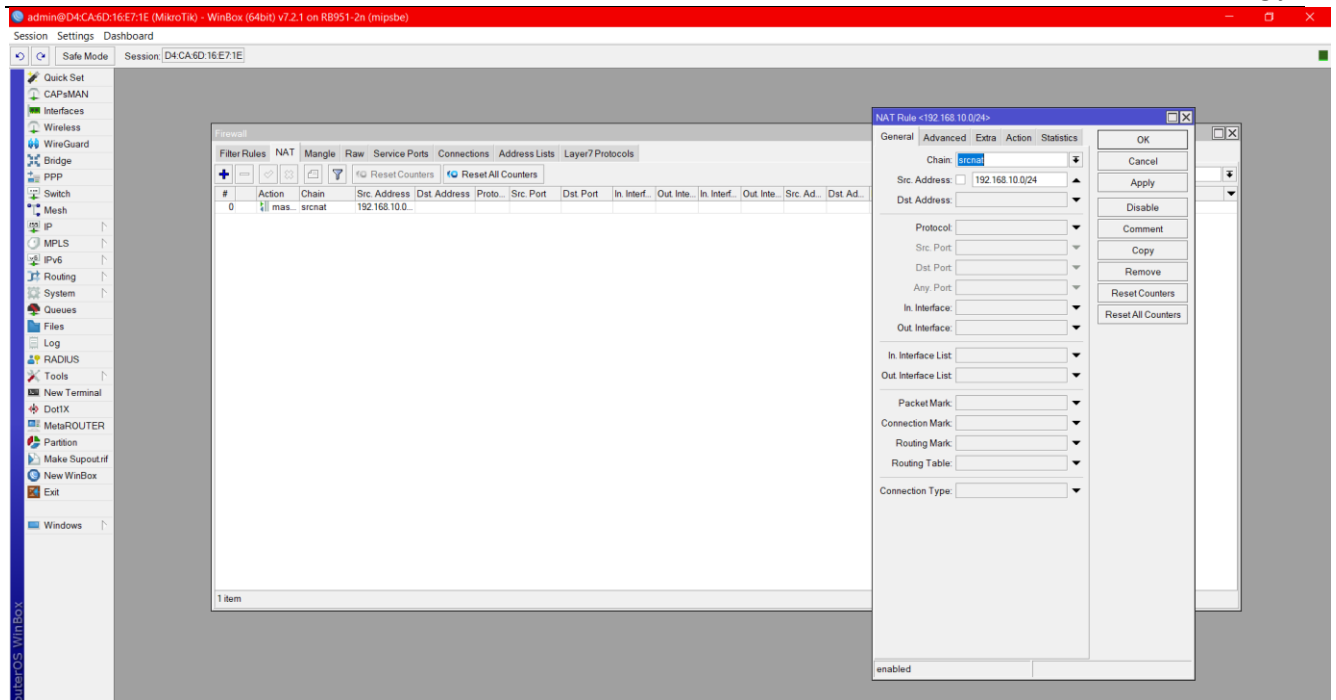 admin@D4:CA:6D:16:E7:1E (MikroTik) - WinBox (64bit) v7.2.1 on RB951-2n (mipsbe)
Session Settings Dashboard
Safe Mode Session: D4:CA:6D:16:E7:1E
Quick Set
CAPsMAN
Interfaces
Wireless
WireGuard
Bridge
PPP
Switch
Mesh
IP
MPLS
IPv6
Routing
System
Queues
Files
Log
RADIUS
Tools
New Terminal
Dot1X
MetaROUTER
Partition
Make Supout.rif
New WinBox
Exit
Windows
Firewall
Filter Rules NAT Mangle Raw Service Ports Connections Address Lists Layer7 Protocols
Reset Counters Reset All Counters
# Action Chain Src. Address Dst. Address Proto... Src. Port Dst. Port In. Interf... Out. Inte... In. Interf... Out. Inte... Src. Ad... Dst. Ad...
0 mas... srcnat 192.168.10.0...
1 item
NAT Rule <192.168.10.0/24>
General Advanced Extra Action Statistics
Chain: srcnat
Src. Address: 192.168.10.0/24
Dst. Address:
Protocol:
Src. Port:
Dst. Port:
Any. Port:
In. Interface:
Out. Interface:
In. Interface List:
Out. Interface List:
Packet Mark:
Connection Mark:
Routing Mark:
Routing Table:
Connection Type:
OK
Cancel
Apply
Disable
Comment
Copy
Remove
Reset Counters
Reset All Counters
enabled
uterOS WinBox